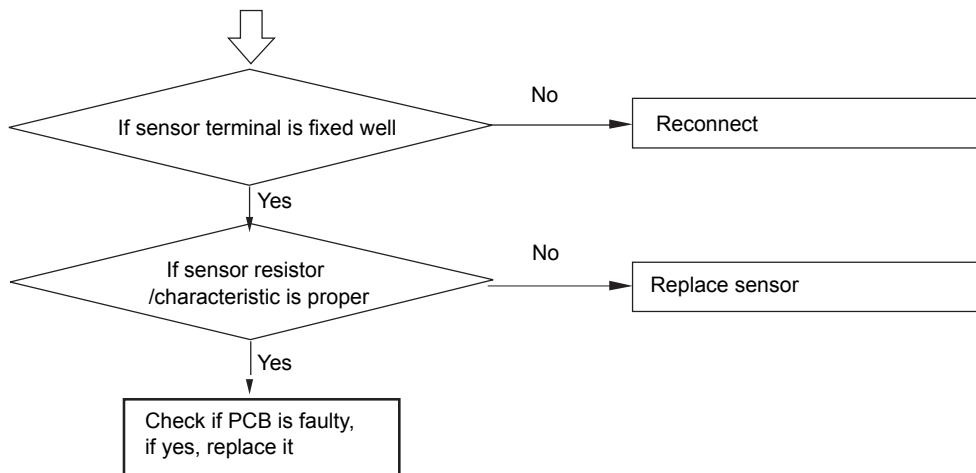 No
If sensor terminal is fixed well
Reconnect
Yes
No
If sensor resistor
/characteristic is proper
Replace sensor
Yes
Check if PCB is faulty,
if yes, replace it